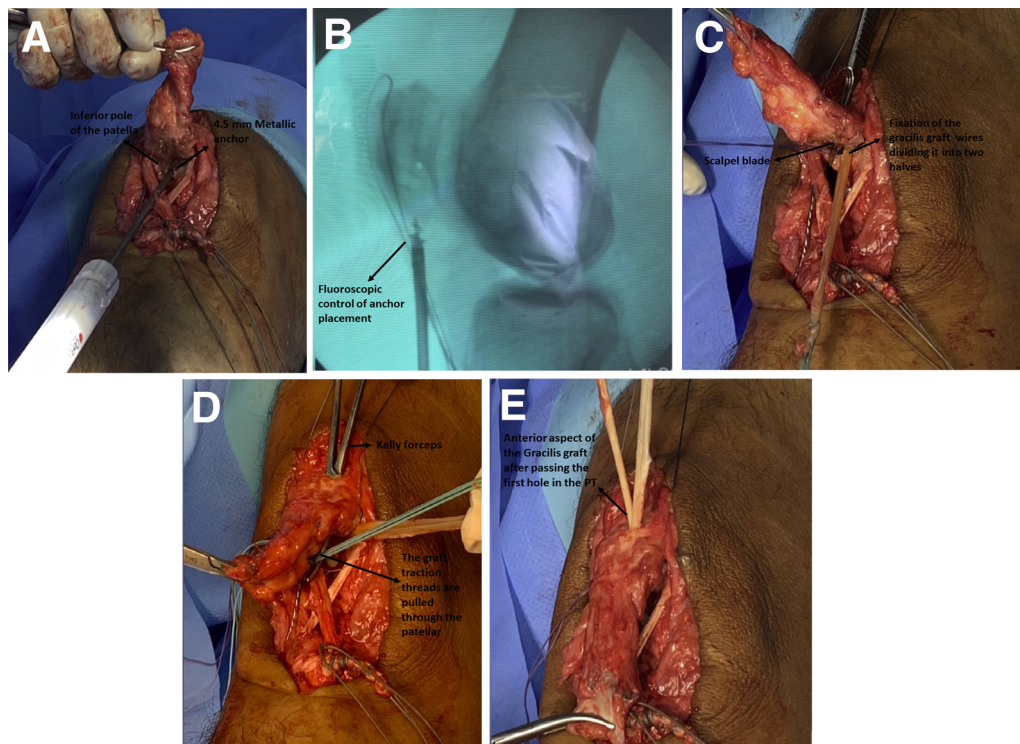 A
Inferior pole
of the patella
4.5 mm Metallic
anchor
B
Fluoroscopic
control of anchor
placement
C
Scalpel blade
Fixation of the
gracilis graft wires
dividing it into two
halves
D
Kelly forceps
The graft
traction
threads are
pulled
through the
patellar
E
Anterior aspect of
the Gracilis graft
after passing the
first hole in the PT